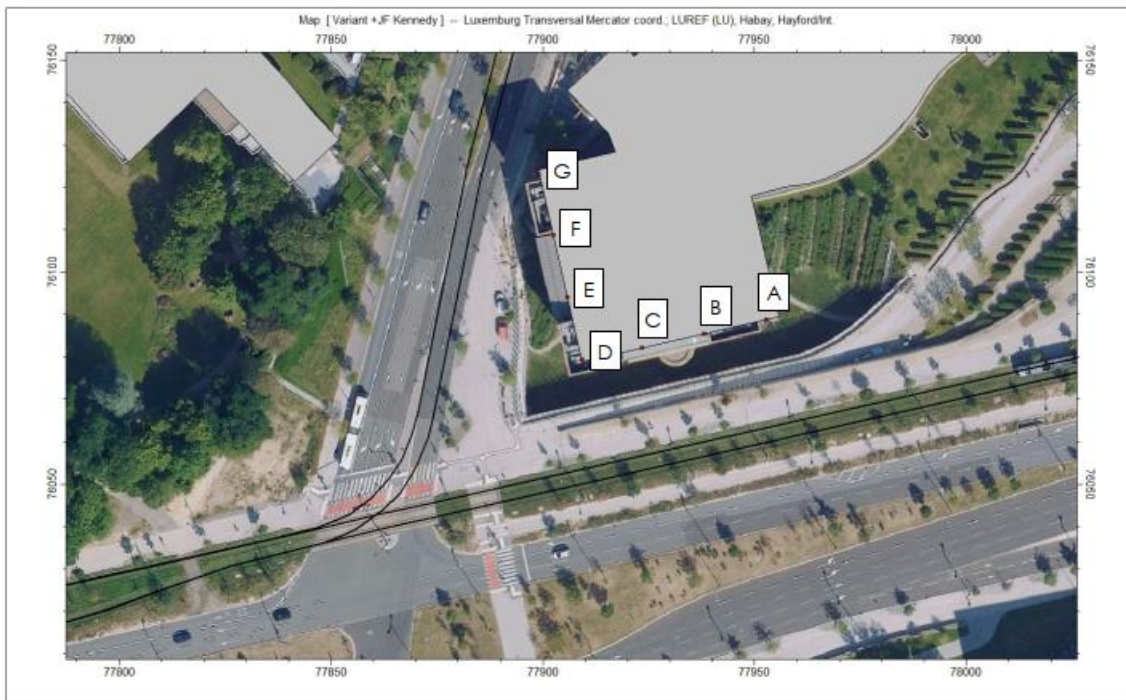 Map [ Variant +JF Kennedy ] -- Luxemburg Transversal Mercator coord.; LUREF (LU), Habay, Hayford/Int.
77800 77850 77900 77950 78000
76150 76150
G
F
76100 76100
E
A
B
C
D
76050 76050
77800 77850 77900 77950 78000